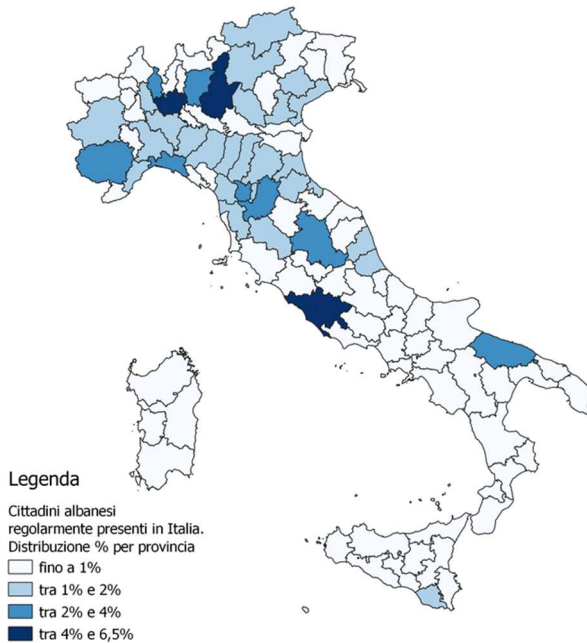 Legenda
Cittadini albanesi
regolarmente presenti in Italia.
Distribuzione % per provincia
fino a 1%
tra 1% e 2%
tra 2% e 4%
tra 4% e 6,5%